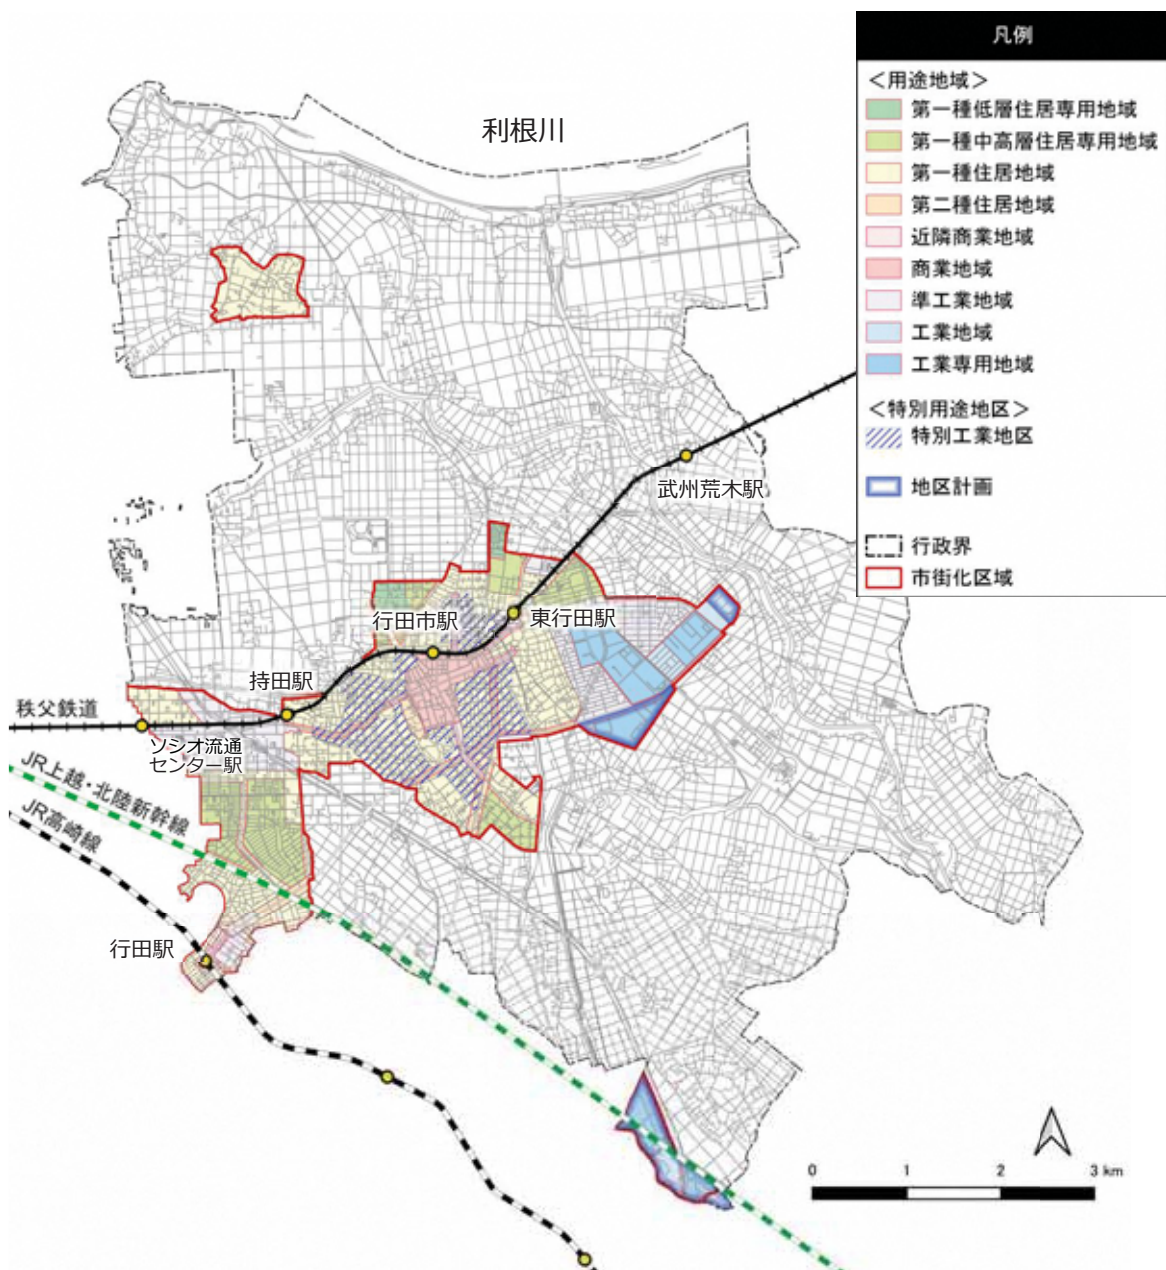 凡例
<用途地域>
第一種低層住居専用地域
第一種中高層住居専用地域
第一種住居地域
第二種住居地域
近隣商業地域
商業地域
準工業地域
工業地域
工業専用地域
<特別用途地区>
特別工業地区
地区計画
行政界
市街化区域
利根川
武州荒木駅
東行田駅
行田市駅
持田駅
秩父鉄道
ソシオ流通
センター駅
JR上越・北陸新幹線
JR高崎線
行田駅
0 1 2 3 km